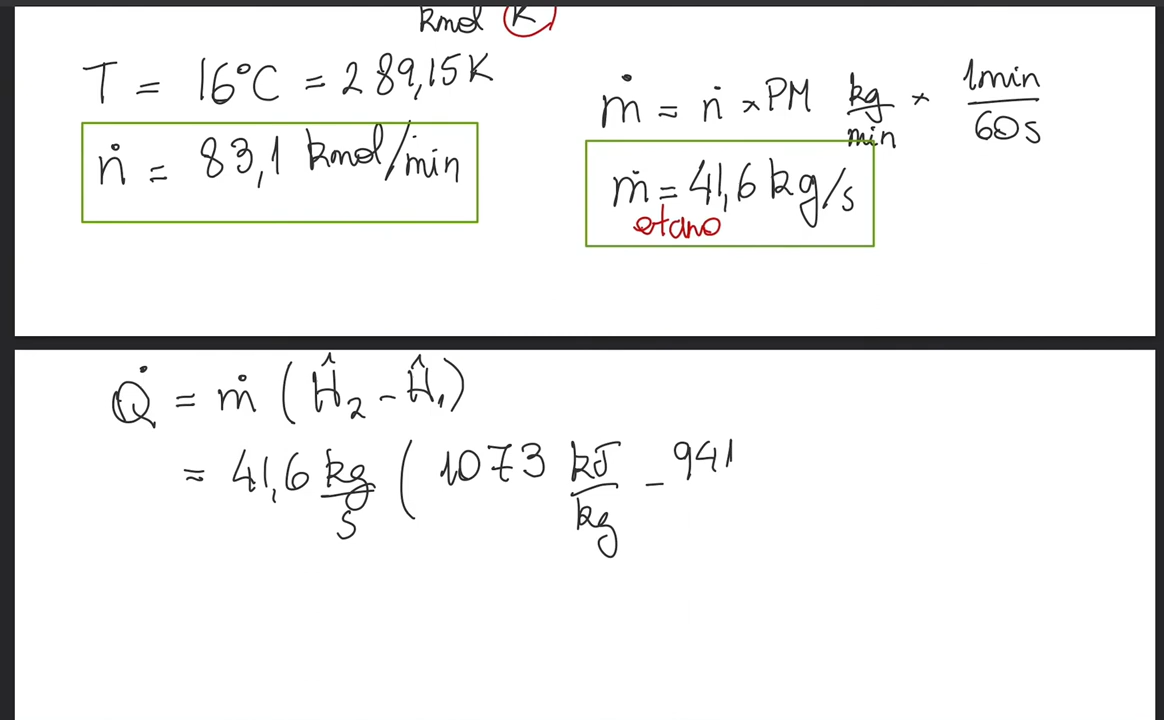 kmol K
T = 16°C = 289,15K
ṅ = 83,1 kmol/min
ṁ = ṅ × PM kg/min × 1min/60s
ṁ = 41,6 kg/s
etano
Q̇ = ṁ (Ĥ₂ - Ĥ₁)
= 41,6 kg/s ( 1073 kJ/kg - 941